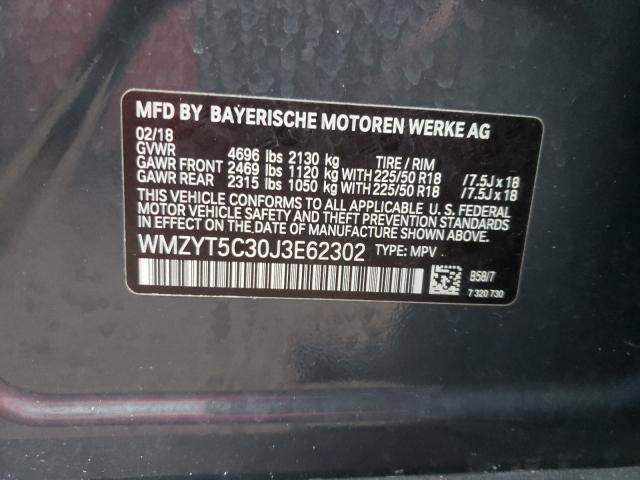 MFD BY BAYERISCHE MOTOREN WERKE AG
02/18
GVWR 4696 lbs 2130 kg TIRE / RIM
GAWR FRONT 2469 lbs 1120 kg WITH 225/50 R18 /7.5J x 18
GAWR REAR 2315 lbs 1050 kg WITH 225/50 R18 /7.5J x 18
THIS VEHICLE CONFORMS TO ALL APPLICABLE U. S. FEDERAL
MOTOR VEHICLE SAFETY, BUMPER, AND THEFT PREVENTION STANDARDS
IN EFFECT ON THE DATE OF MANUFACTURE SHOWN ABOVE.
WMZYT5C30J3E62302 TYPE: MPV
B58/7
7 320 730